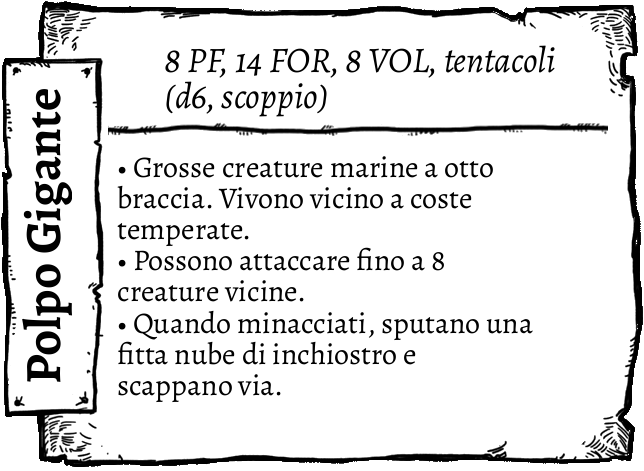 Polpo Gigante
8 PF, 14 FOR, 8 VOL, tentacoli
(d6, scoppio)
• Grosse creature marine a otto
braccia. Vivono vicino a coste
temperate.
• Possono attaccare fino a 8
creature vicine.
• Quando minacciati, sputano una
fitta nube di inchiostro e
scappano via.